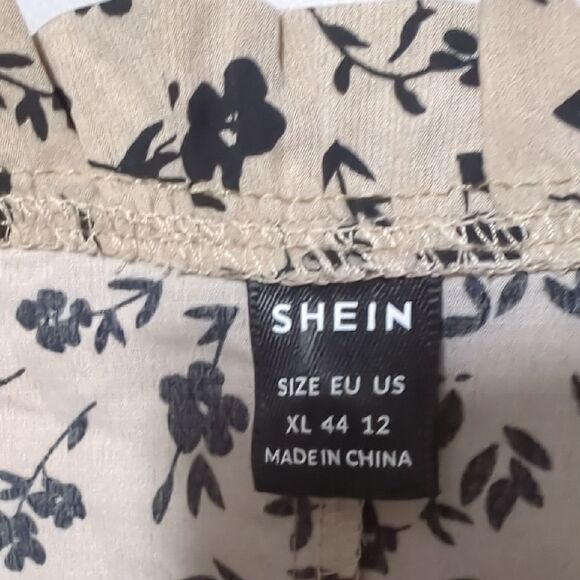 SHEIN
SIZE EU US
XL 44 12
MADE IN CHINA